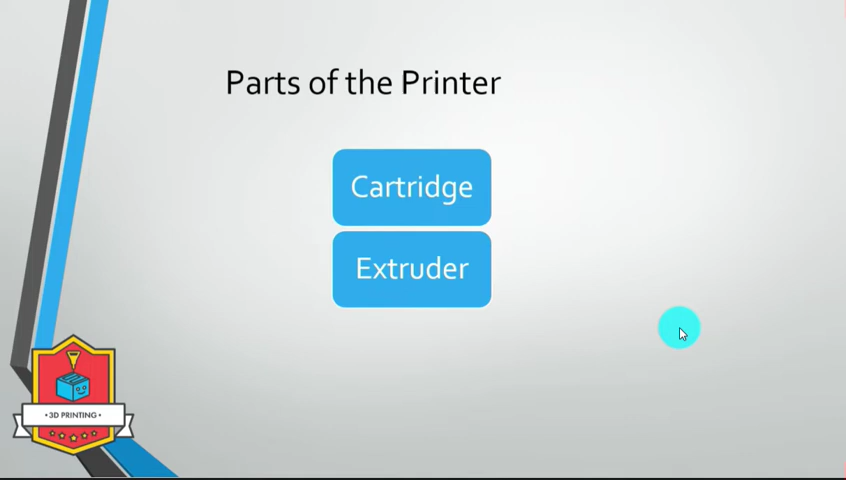 Parts of the Printer
Cartridge
Extruder
• 3D PRINTING •